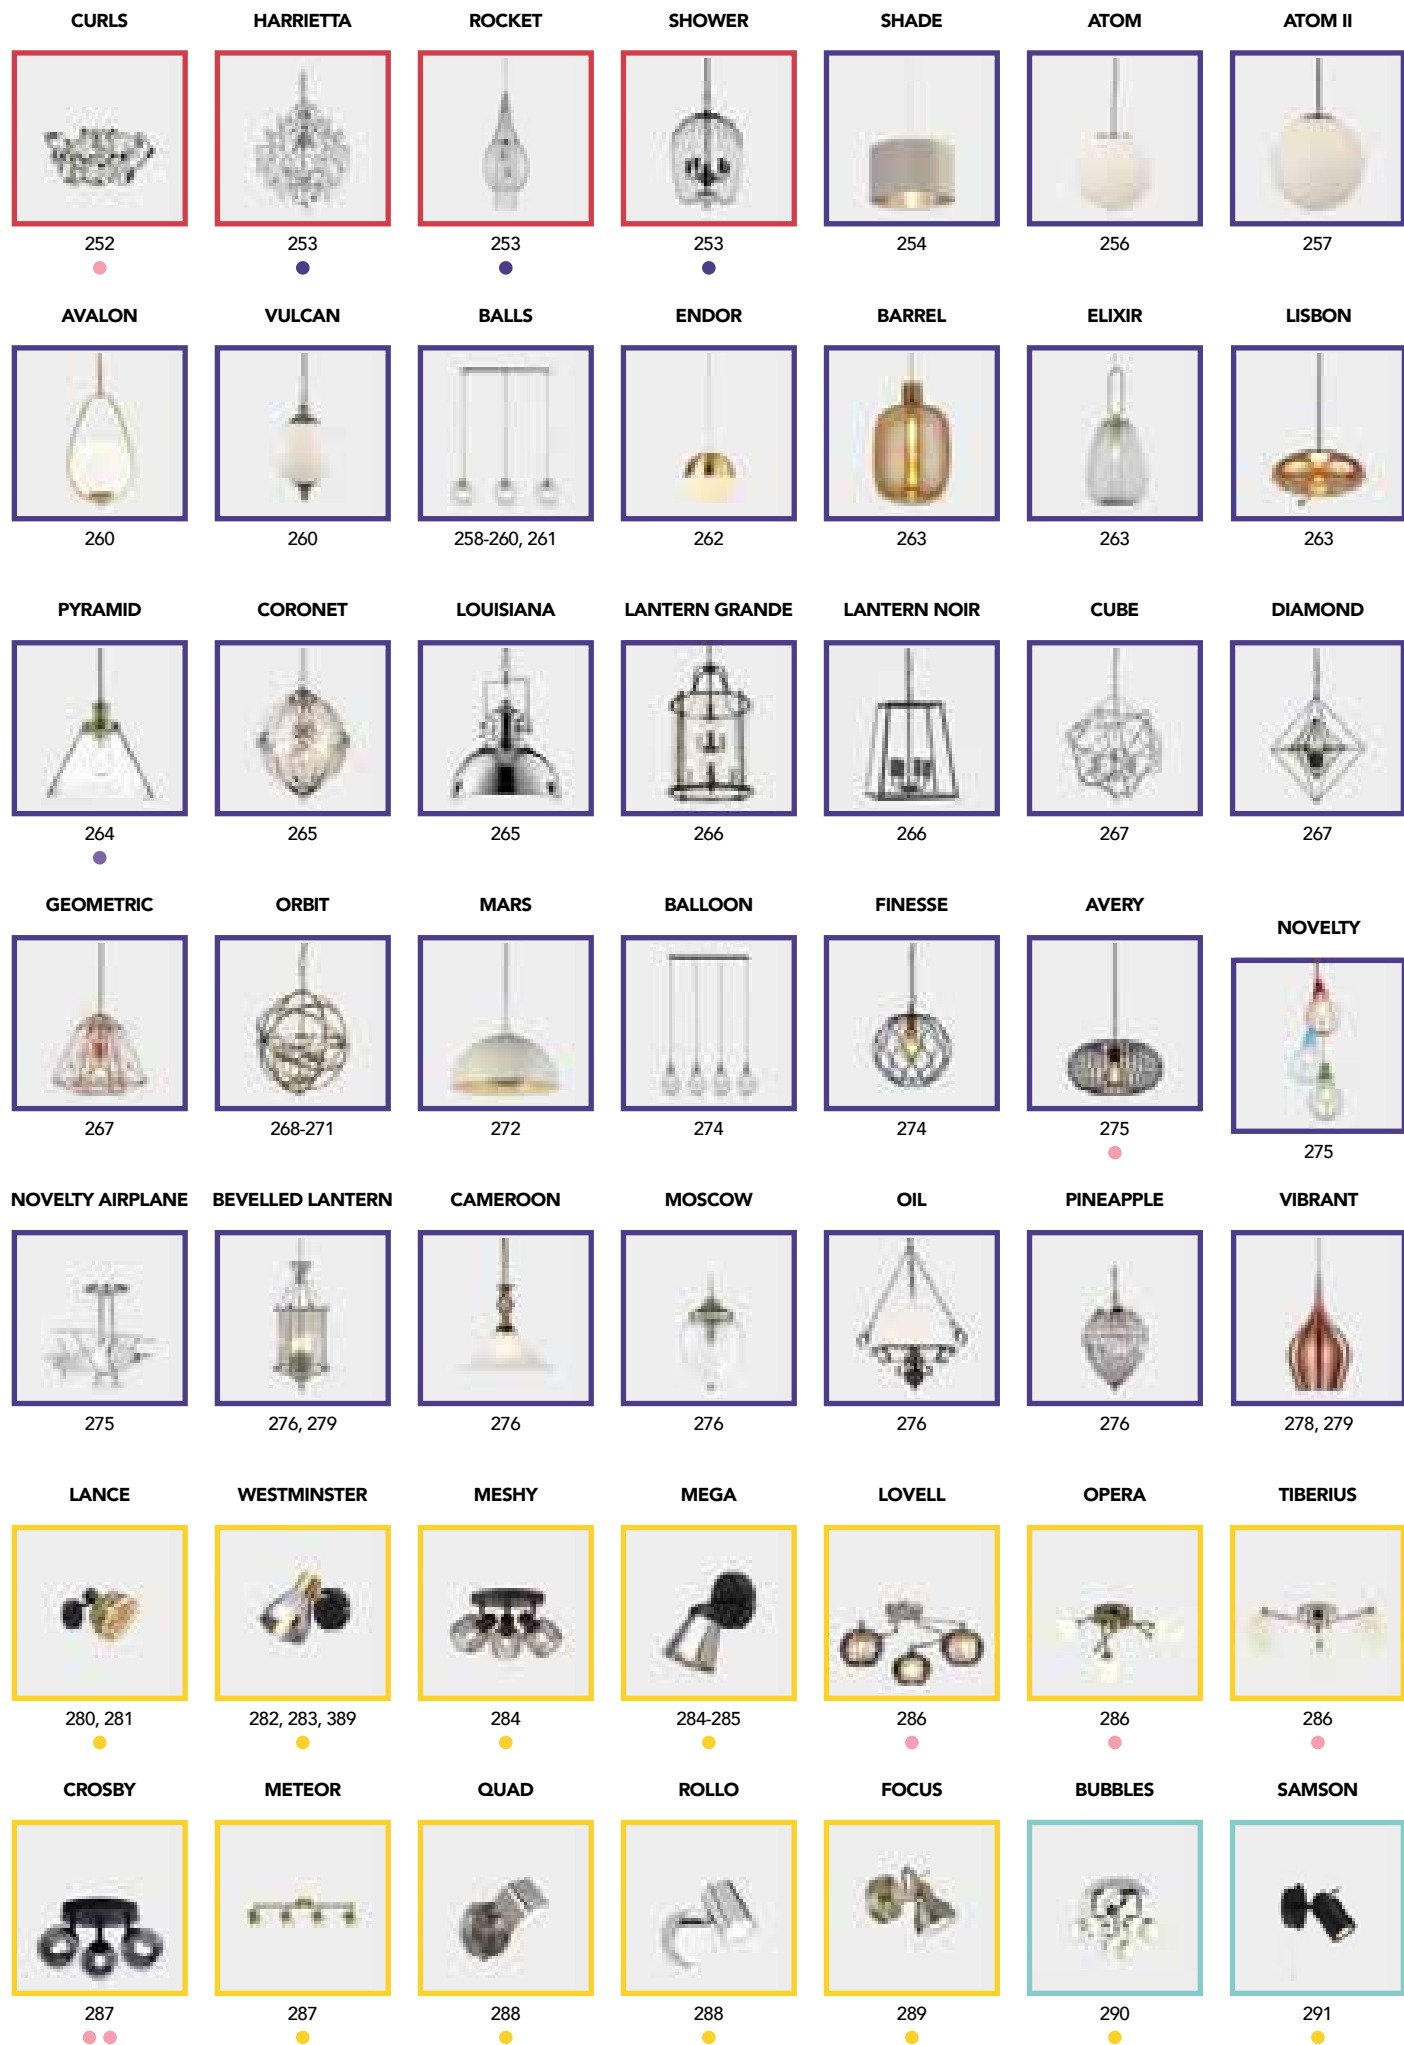 CURLS HARRIETTA ROCKET SHOWER SHADE ATOM ATOM II
252 253 253 253 254 256 257
AVALON VULCAN BALLS ENDOR BARREL ELIXIR LISBON
260 260 258-260, 261 262 263 263 263
PYRAMID CORONET LOUISIANA LANTERN GRANDE LANTERN NOIR CUBE DIAMOND
264 265 265 266 266 267 267
GEOMETRIC ORBIT MARS BALLOON FINESSE AVERY
NOVELTY
267 268-271 272 274 274 275
275
NOVELTY AIRPLANE BEVELLED LANTERN CAMEROON MOSCOW OIL PINEAPPLE VIBRANT
275 276, 279 276 276 276 276 278, 279
LANCE WESTMINSTER MESHY MEGA LOVELL OPERA TIBERIUS
280, 281 282, 283, 389 284 284-285 286 286 286
CROSBY METEOR QUAD ROLLO FOCUS BUBBLES SAMSON
287 287 288 288 289 290 291